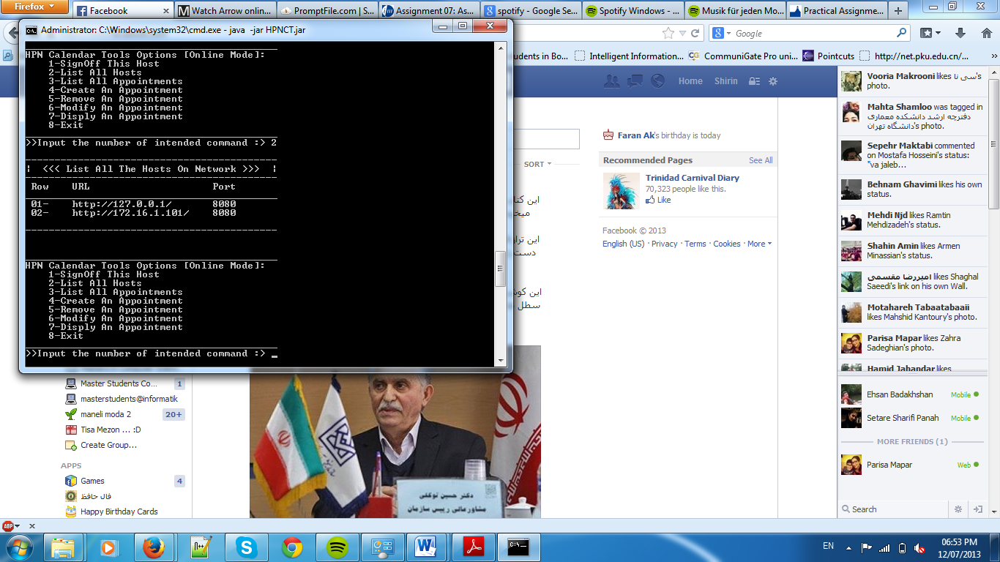 Firefox
Facebook
Watch Arrow onlin...
PromptFile.com | S...
Assignment 07: As...
spotify - Google Se...
Spotify Windows - ...
Musik für jeden Mo...
Practical Assignme...
Administrator: C:\Windows\system32\cmd.exe - java -jar HPNCT.jar
Google
udents in Bo...
Intelligent Information...
CommuniGate Pro uni...
Pointcuts
http://net.pku.edu.cn/...
HPN Calendar Tools Options [Online Mode]:
1-SignOff This Host
2-List All Hosts
3-List All Appointments
4-Create An Appointment
5-Remove An Appointment
6-Modify An Appointment
7-Disply An Appointment
8-Exit
>>Input the number of intended command :> 2
¦ <<< List All The Hosts On Network >>> ¦
Row URL Port
01- http://127.0.0.1/ 8080
02- http://172.16.1.101/ 8080
HPN Calendar Tools Options [Online Mode]:
1-SignOff This Host
2-List All Hosts
3-List All Appointments
4-Create An Appointment
5-Remove An Appointment
6-Modify An Appointment
7-Disply An Appointment
8-Exit
>>Input the number of intended command :> _
Home Shirin
SORT
این
این
دست
این
سطل
Faran Ak's birthday is today
Recommended Pages See All
Trinidad Carnival Diary
70,323 people like this.
Like
Facebook © 2013
English (US) · Privacy · Terms · Cookies · More
Vooria Makrooni likes سی تا's
photo.
Mahta Shamloo was tagged in
دفترچه ارشد دانشکده معماری
دانشگاه تهران's photo.
Sepehr Maktabi commented
on Mostafa Hosseini's status:
"va jaleb...
Behnam Ghavimi likes his own
status.
Mehdi Njd likes Ramtin
Mehdizadeh's status.
Shahin Amin likes Armen
Minassian's status.
امیررضا مقسمی likes Shaghal
Saeedi's link on his own Wall.
Motahareh Tabaatabaaii
likes Mahshid Kantoury's photo.
Parisa Mapar likes Zahra
Sadeghian's photo.
Hamid Jahandar likes
Ehsan Badakhshan Mobile
Setare Sharifi Panah Mobile
MORE FRIENDS (1)
Parisa Mapar Web
Search
Master Students Co... 1
masterstudents@informatik
maneli moda 2 20+
Tisa Mezon ... :D
Create Group...
APPS
Games 4
فال حافظ
Happy Birthday Cards
دکتر حسین توکلی
مشاورعالی رییس سازمان
ABP
EN
06:53 PM
12/07/2013